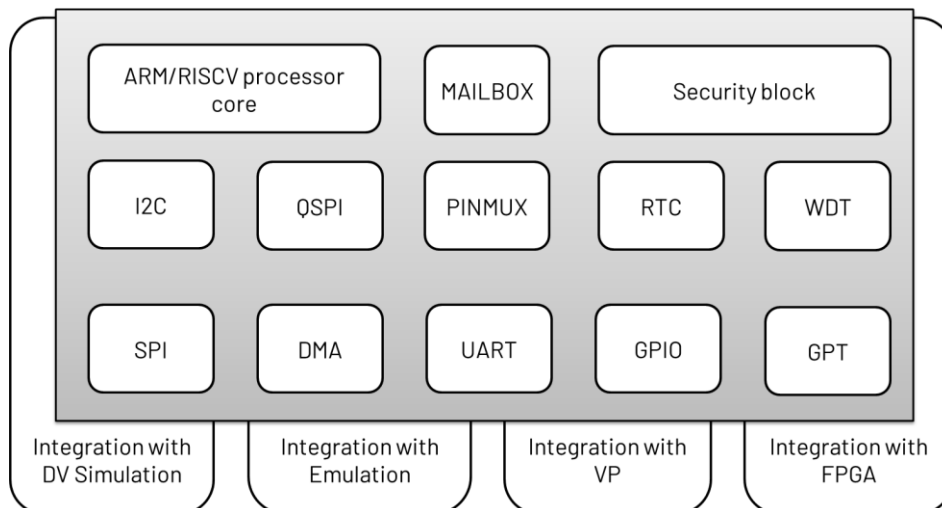 ARM/RISCV processor
core
MAILBOX
Security block
I2C
QSPI
PINMUX
RTC
WDT
SPI
DMA
UART
GPIO
GPT
Integration with
DV Simulation
Integration with
Emulation
Integration with
VP
Integration with
FPGA